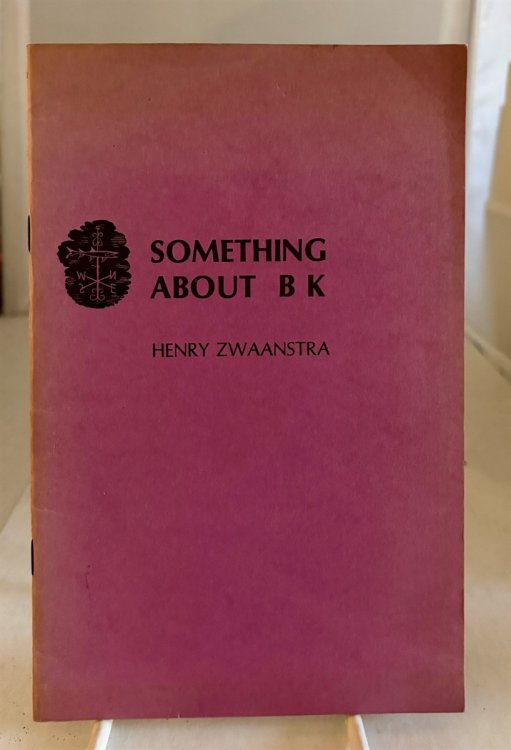 SOMETHING
ABOUT B K
HENRY ZWAANSTRA
W N
S E